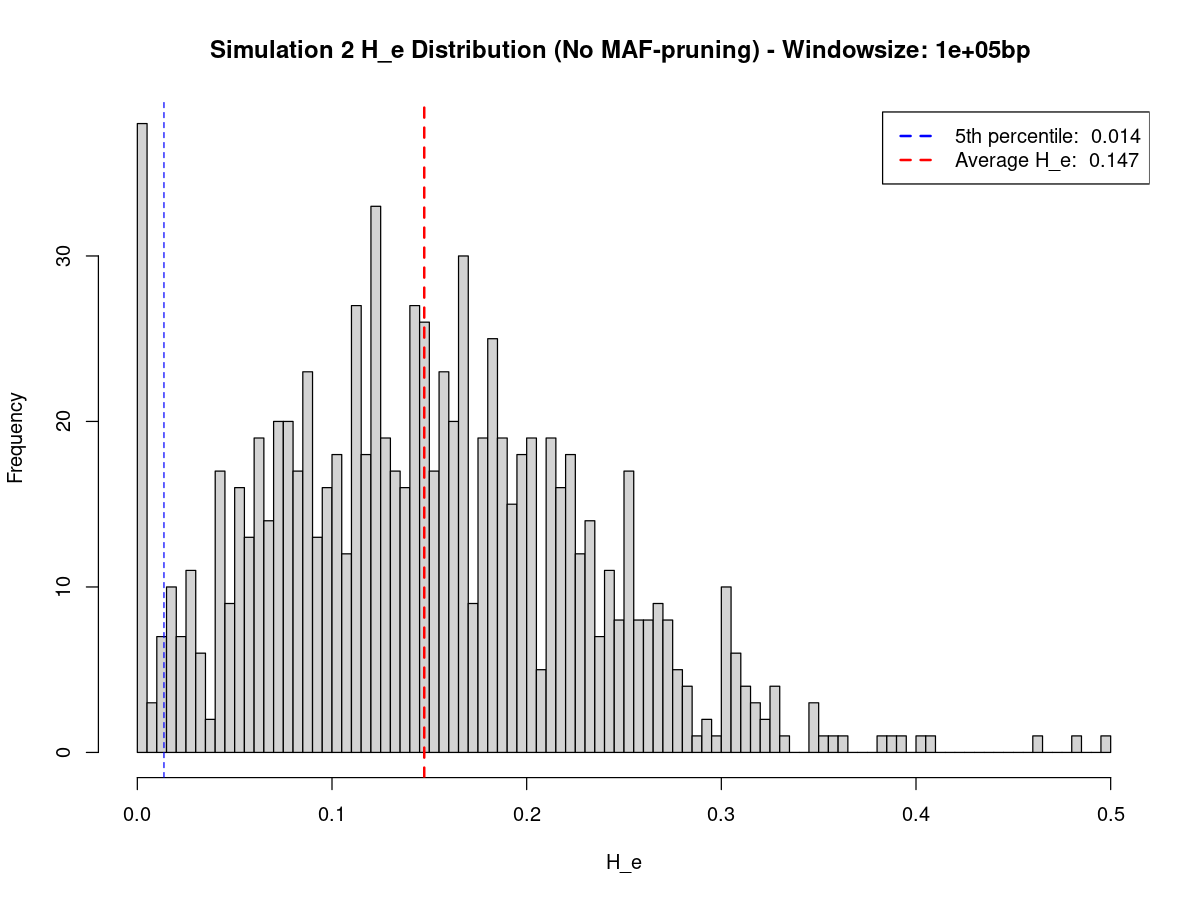 Simulation 2 H_e Distribution (No MAF-pruning) - Windowsize: 1e+05bp
5th percentile: 0.014
Average H_e: 0.147
Frequency
30
20
10
0
0.0 0.1 0.2 0.3 0.4 0.5
H_e